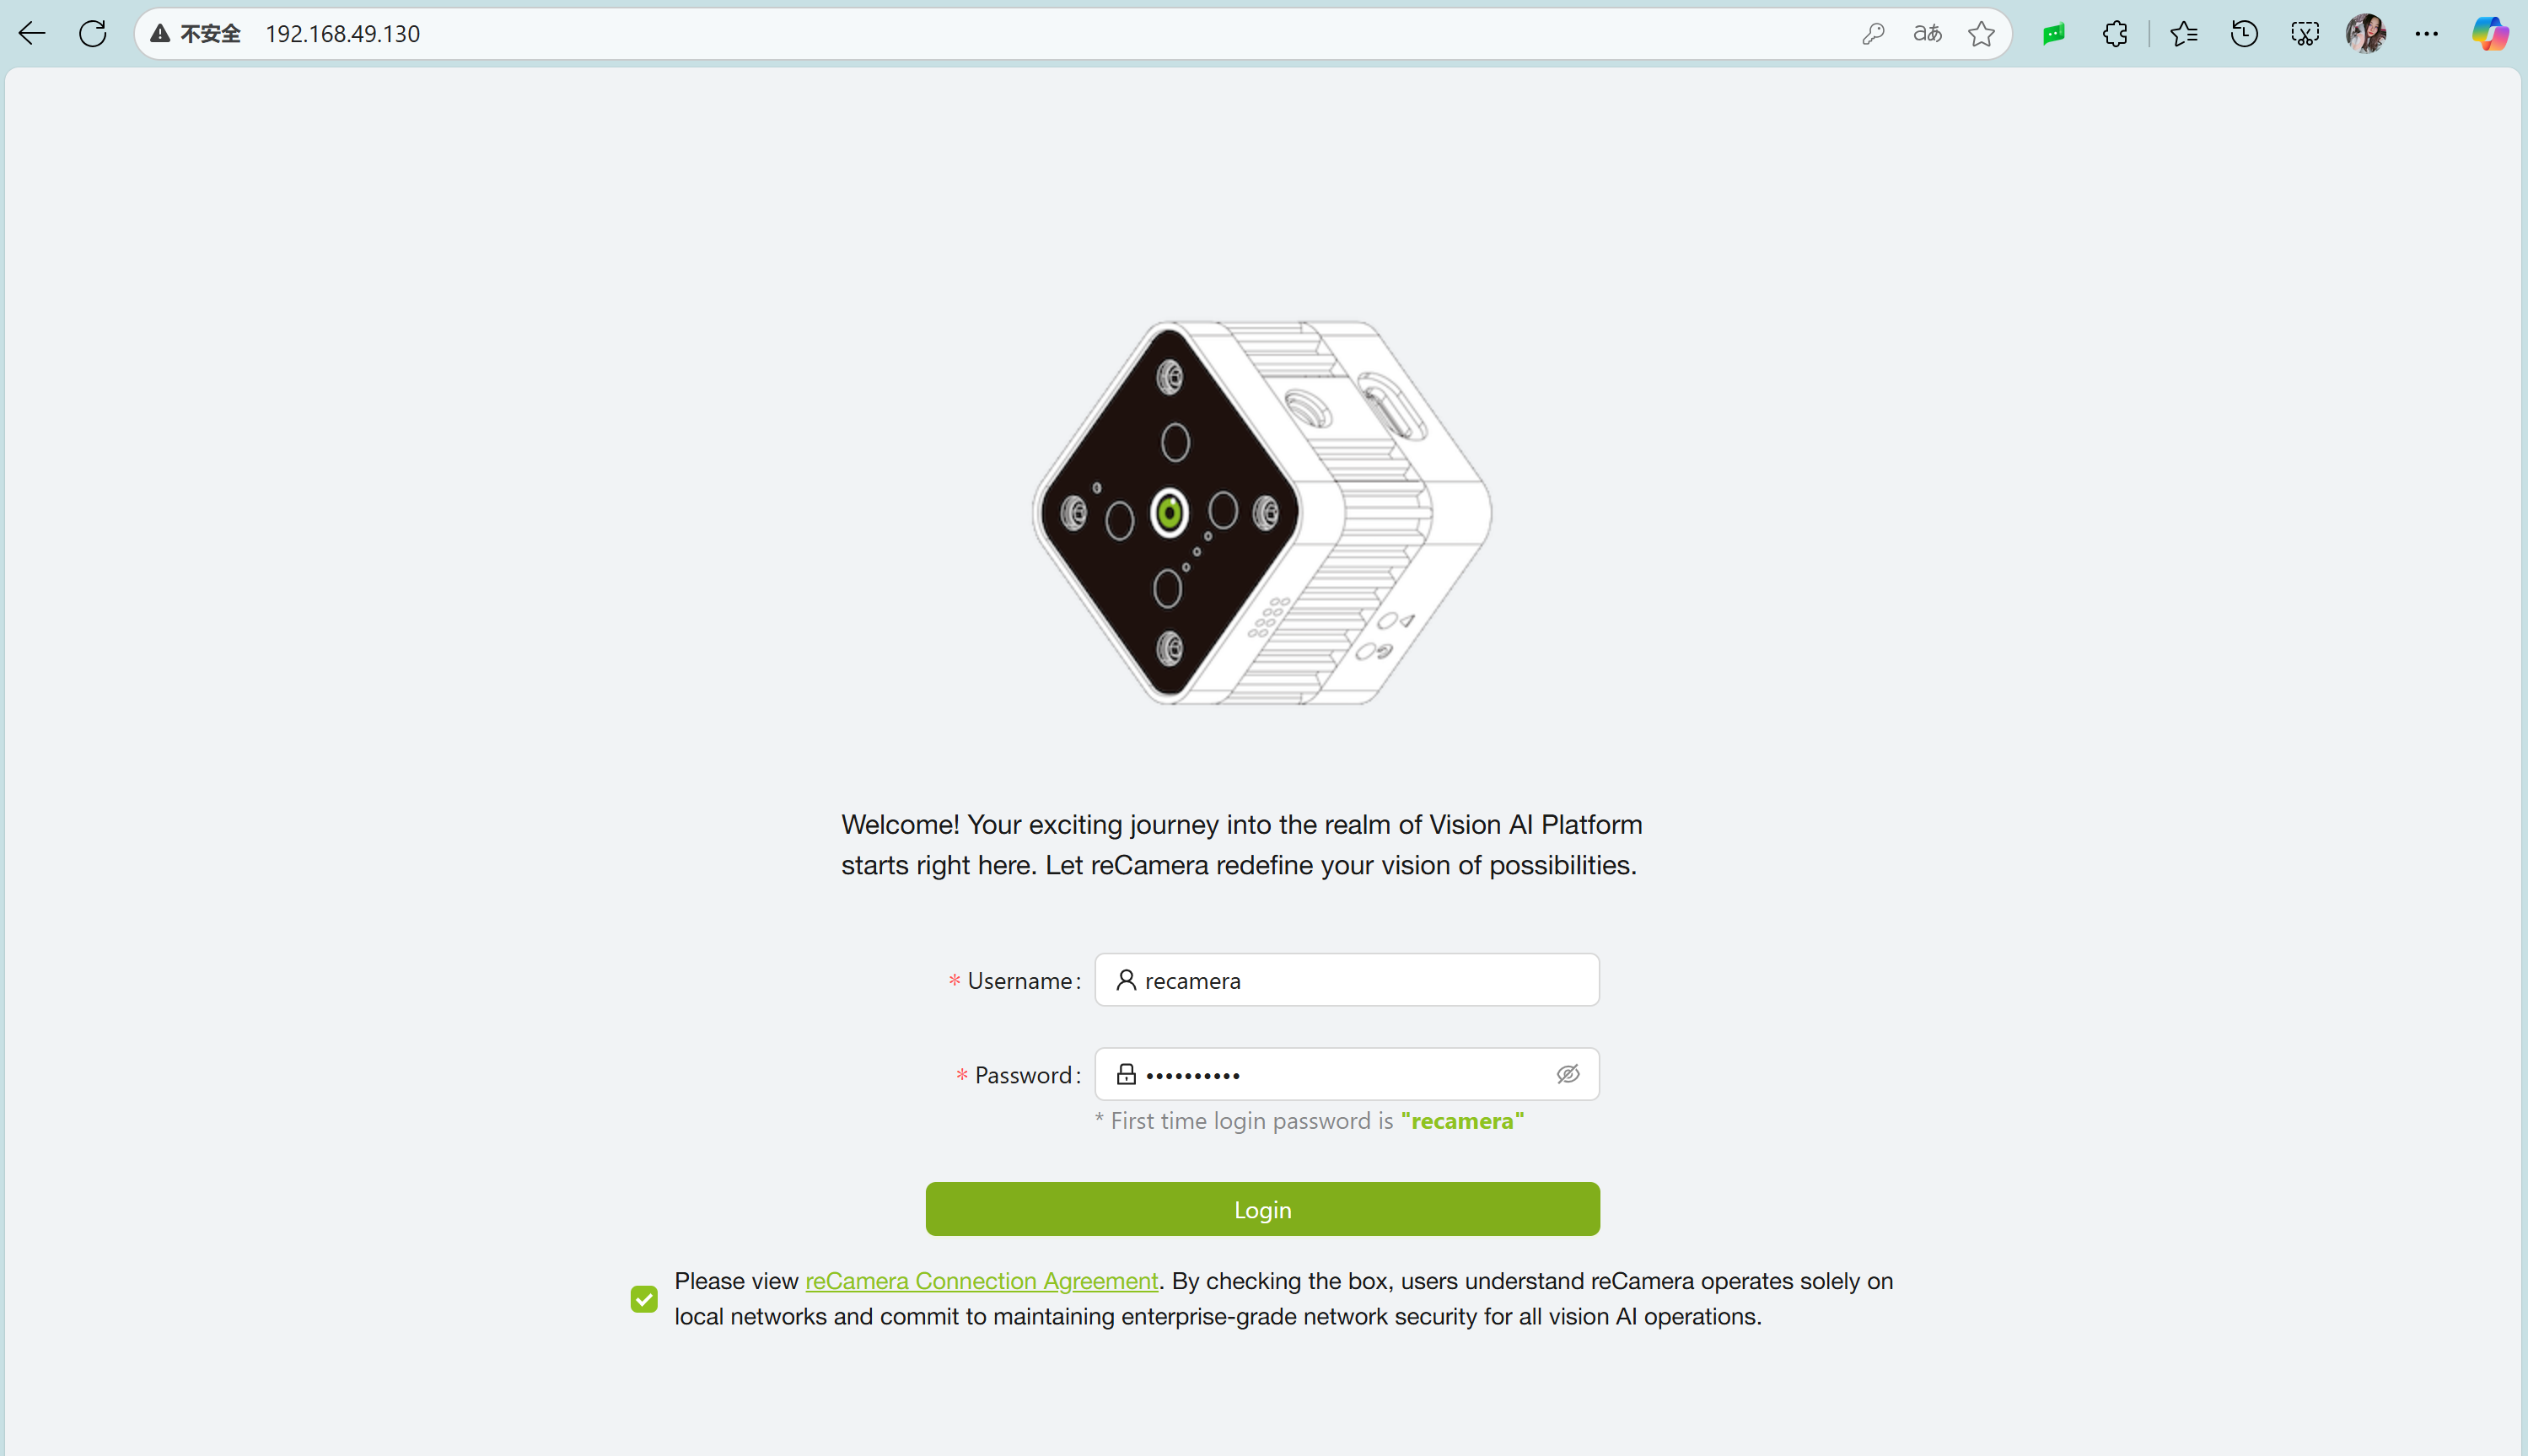 不安全 192.168.49.130 aあ
Welcome! Your exciting journey into the realm of Vision AI Platform
starts right here. Let reCamera redefine your vision of possibilities.
* Username: recamera
* Password: ••••••••••
* First time login password is "recamera"
Login
Please view reCamera Connection Agreement. By checking the box, users understand reCamera operates solely on
local networks and commit to maintaining enterprise-grade network security for all vision AI operations.